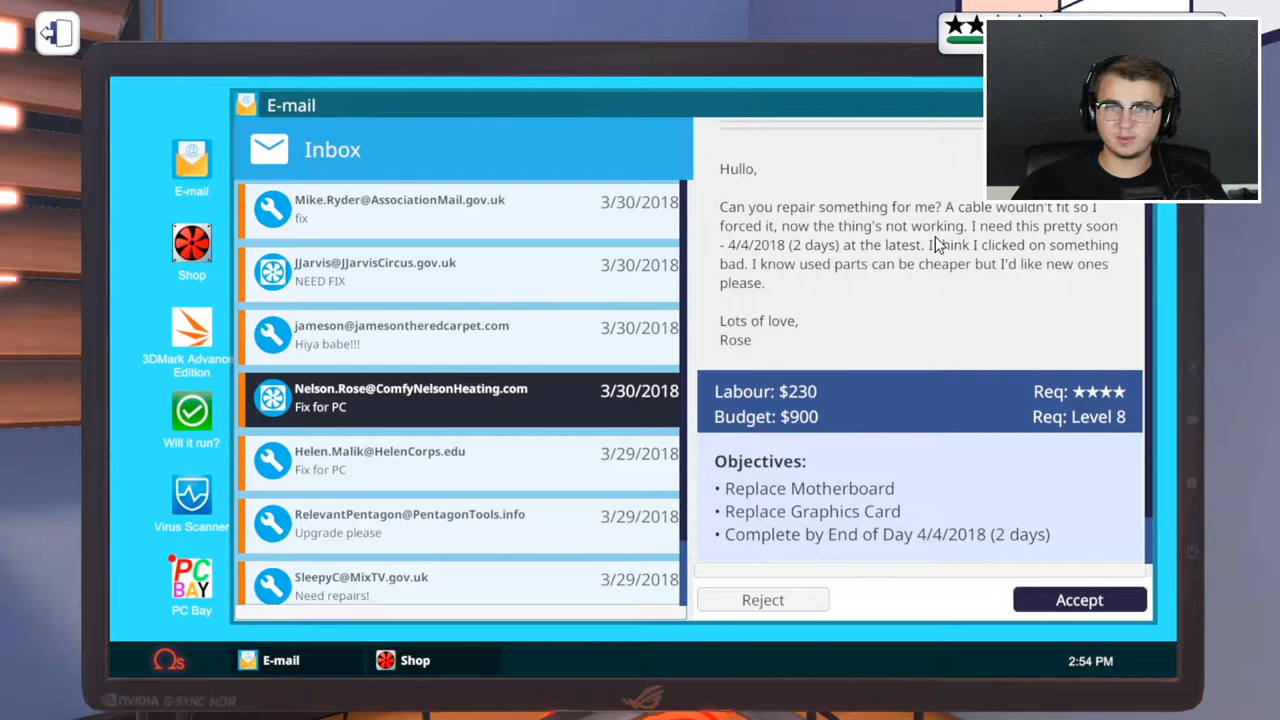 E-mail
Inbox
Mike.Ryder@AssociationMail.gov.uk 3/30/2018
fix
JJarvis@JJarvisCircus.gov.uk 3/30/2018
NEED FIX
jameson@jamesontheredcarpet.com 3/30/2018
Hiya babe!!!
Nelson.Rose@ComfyNelsonHeating.com 3/30/2018
Fix for PC
Helen.Malik@HelenCorps.edu 3/29/2018
Fix for PC
RelevantPentagon@PentagonTools.info 3/29/2018
Upgrade please
SleepyC@MixTV.gov.uk 3/29/2018
Need repairs!
E-mail
Shop
3DMark Advance
Edition
Will it run?
Virus Scanner
PC
BAY
PC Bay
Hullo,
Can you repair something for me? A cable wouldn't fit so I
forced it, now the thing's not working. I need this pretty soon
- 4/4/2018 (2 days) at the latest. I think I clicked on something
bad. I know used parts can be cheaper but I'd like new ones
please.
Lots of love,
Rose
Labour: $230 Req: ★★★★
Budget: $900 Req: Level 8
Objectives:
• Replace Motherboard
• Replace Graphics Card
• Complete by End of Day 4/4/2018 (2 days)
Reject Accept
Ωs E-mail Shop 2:54 PM
NVIDIA G-SYNC HDR